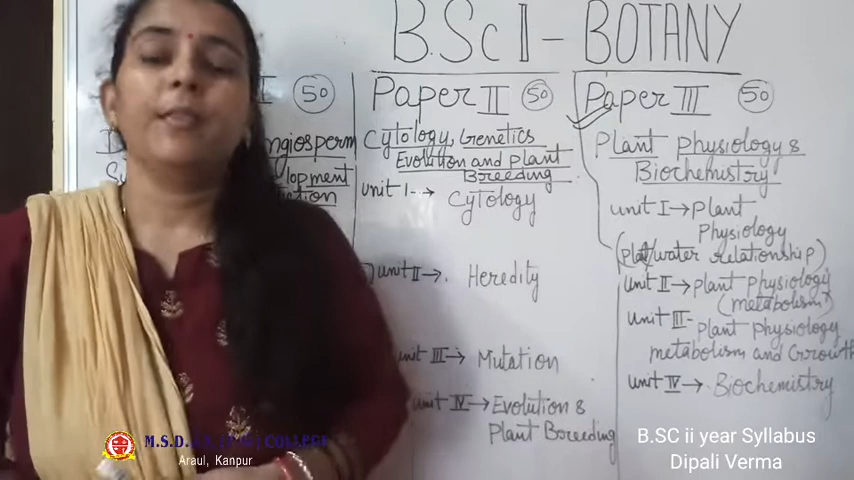 B.Sc II - BOTANY
I 50
ngiosperm
lopment
Paper II 50
Cytology, Genetics
Evolution and Plant
Breeding
unit I → Cytology
unit II → Heredity
unit III → Mutation
unit IV → Evolution &
Plant Breeding
Paper III 50
Plant Physiology &
Biochemistry
unit I → Plant
Physiology
water relationship)
unit II → Plant Physiology
(metabolism)
unit III - Plant Physiology
metabolism and Growth
unit IV → Biochemistry
M.S.D. COLLEGE
Araul, Kanpur
B.SC ii year Syllabus
Dipali Verma